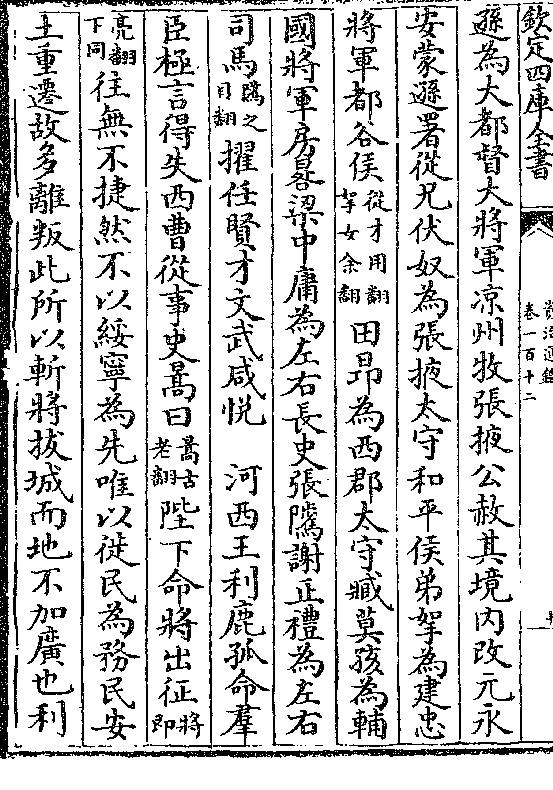 欽定四庫全書
資治通鑑
卷一百十二
遜為大都督大將軍凉州牧張掖公赦其境内改元永
安蒙遜署從兄伏奴為張掖太守和平侯弟挐為建忠
將軍都谷侯從才用翻挐女余翻田昻為西郡太守臧莫孩為輔
國將軍房晷梁中庸為左右長史張隲謝正禮為左右
司馬隲之日翻擢任賢才文武咸悦　河西王利鹿孤命羣
臣極言得失西曹從事史暠曰暠古老翻陛下命將出征將即
亮翻下同往無不捷然不以綏寧為先唯以徙民為務民安
土重遷故多離叛此所以斬將拔城而地不加廣也利